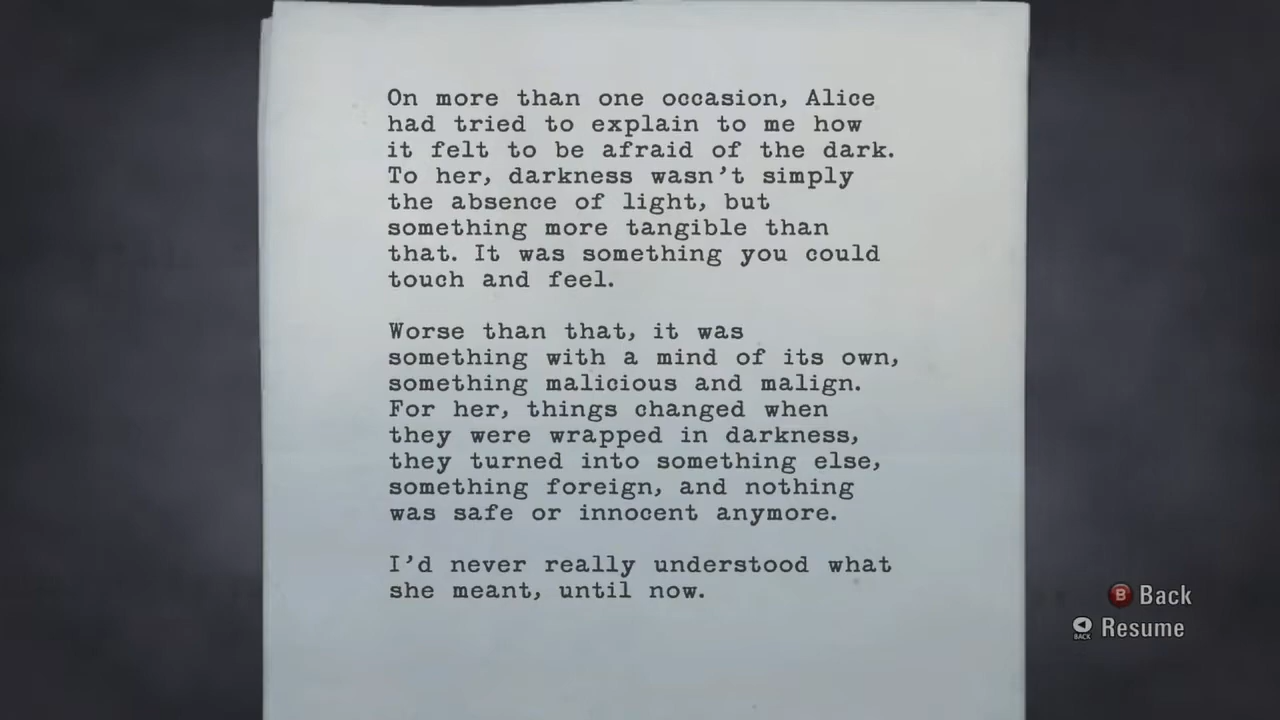 On more than one occasion, Alice
had tried to explain to me how
it felt to be afraid of the dark.
To her, darkness wasn't simply
the absence of light, but
something more tangible than
that. It was something you could
touch and feel.
Worse than that, it was
something with a mind of its own,
something malicious and malign.
For her, things changed when
they were wrapped in darkness,
they turned into something else,
something foreign, and nothing
was safe or innocent anymore.
I'd never really understood what
she meant, until now.
B Back
BACK Resume